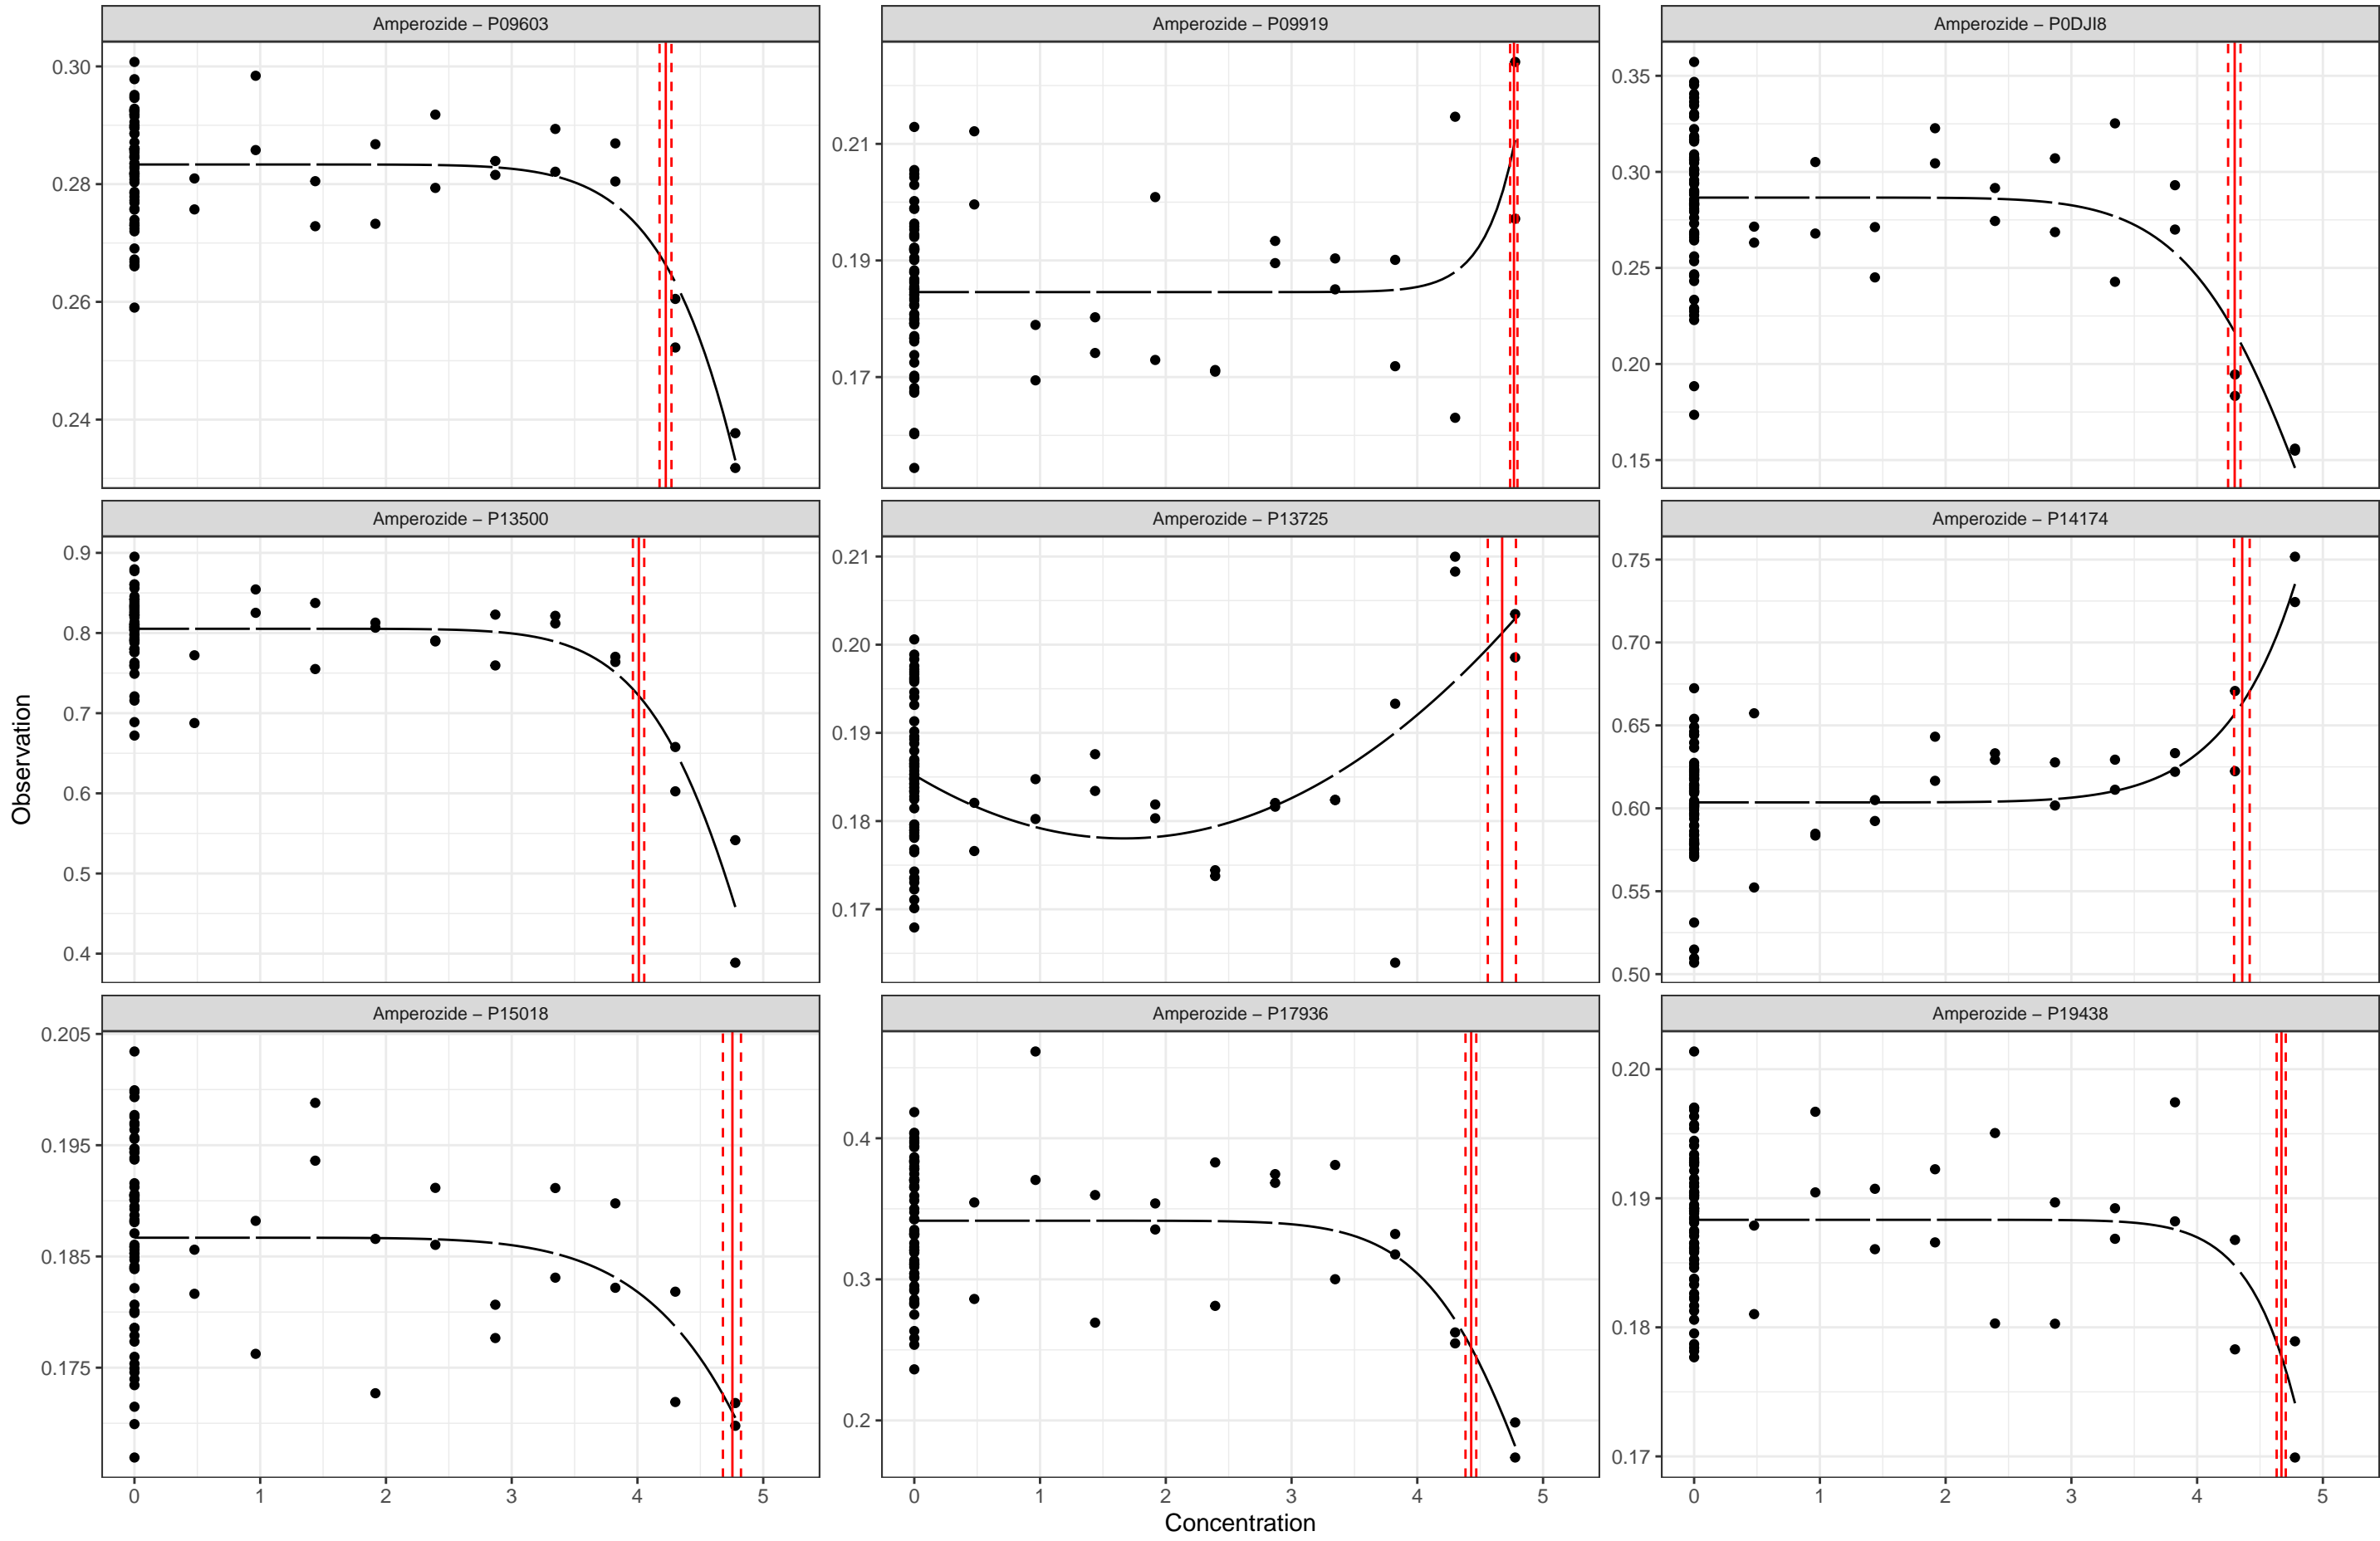 Amperozide – P09603
Amperozide – P09919
Amperozide – P0DJI8
0.30
0.28
0.26
0.24
0.21
0.19
0.17
0.35
0.30
0.25
0.20
0.15
Amperozide – P13500
Amperozide – P13725
Amperozide – P14174
0.9
0.8
0.7
0.6
0.5
0.4
0.21
0.20
0.19
0.18
0.17
0.75
0.70
0.65
0.60
0.55
0.50
Observation
Amperozide – P15018
Amperozide – P17936
Amperozide – P19438
0.205
0.195
0.185
0.175
0.4
0.3
0.2
0.20
0.19
0.18
0.17
0 1 2 3 4 5
0 1 2 3 4 5
0 1 2 3 4 5
Concentration